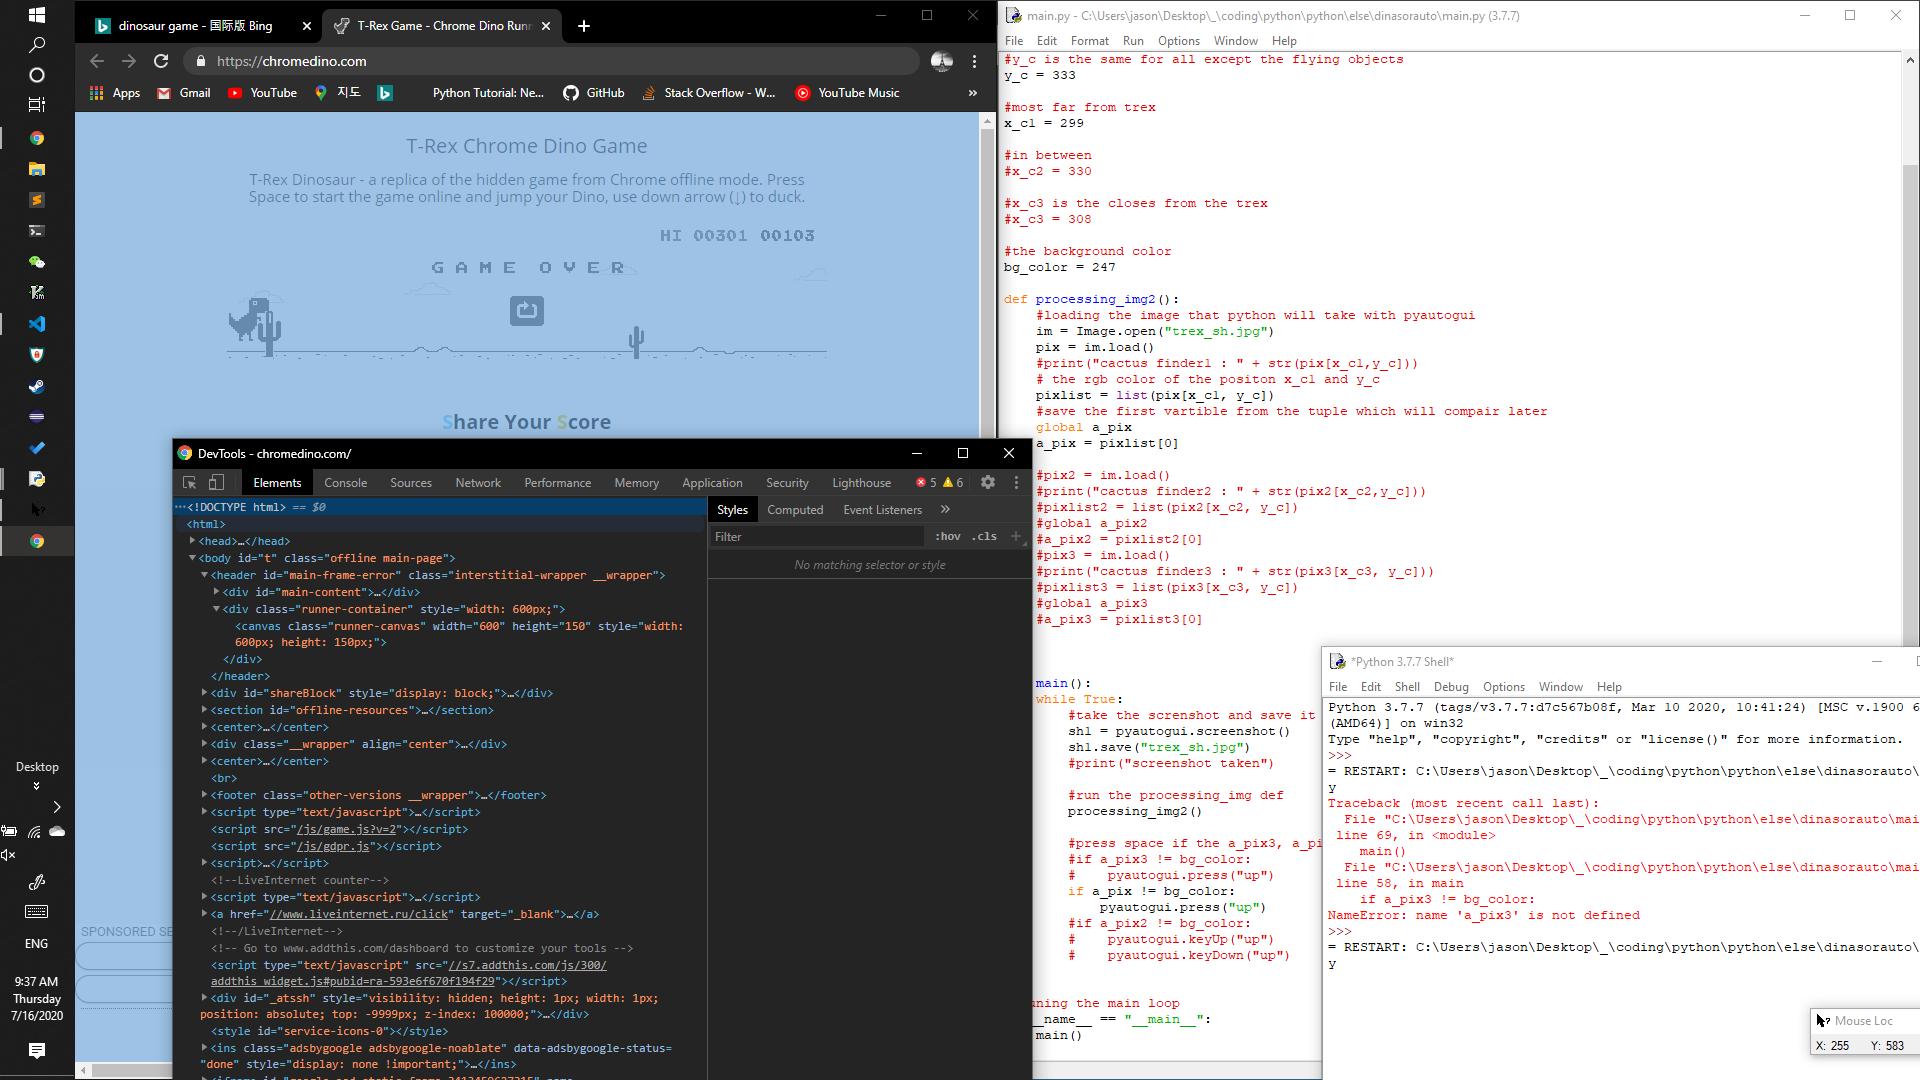 dinosaur game - 国际版 Bing
T-Rex Game - Chrome Dino Runn
https://chromedino.com
Apps
Gmail
YouTube
지도
Python Tutorial: Ne...
GitHub
Stack Overflow - W...
YouTube Music
»
T-Rex Chrome Dino Game
T-Rex Dinosaur - a replica of the hidden game from Chrome offline mode. Press
Space to start the game online and jump your Dino, use down arrow (↓) to duck.
HI 00301 00103
GAME OVER
Share Your Score
SPONSORED SE
DevTools - chromedino.com/
Elements
Console
Sources
Network
Performance
Memory
Application
Security
Lighthouse
5
6
…<!DOCTYPE html> == $0
<html>
<head>…</head>
<body id="t" class="offline main-page">
<header id="main-frame-error" class="interstitial-wrapper __wrapper">
<div id="main-content">…</div>
<div class="runner-container" style="width: 600px;">
<canvas class="runner-canvas" width="600" height="150" style="width:
600px; height: 150px;">
</div>
</header>
<div id="shareBlock" style="display: block;">…</div>
<section id="offline-resources">…</section>
<center>…</center>
<div class="__wrapper" align="center">…</div>
<center>…</center>
<br>
<footer class="other-versions __wrapper">…</footer>
<script type="text/javascript">…</script>
<script src="/js/game.js?v=2"></script>
<script src="/js/gdpr.js"></script>
<script>…</script>
<!--LiveInternet counter-->
<script type="text/javascript">…</script>
<a href="//www.liveinternet.ru/click" target="_blank">…</a>
<!--/LiveInternet-->
<!-- Go to www.addthis.com/dashboard to customize your tools -->
<script type="text/javascript" src="//s7.addthis.com/js/300/
addthis_widget.js#pubid=ra-593e6f670f194f29"></script>
<div id="_atssh" style="visibility: hidden; height: 1px; width: 1px;
position: absolute; top: -9999px; z-index: 100000;">…</div>
<style id="service-icons-0"></style>
<ins class="adsbygoogle adsbygoogle-noablate" data-adsbygoogle-status=
"done" style="display: none !important;">…</ins>
Styles
Computed
Event Listeners
»
Filter
:hov
.cls
+
No matching selector or style
main.py - C:\Users\jason\Desktop\_\coding\python\python\else\dinasorauto\main.py (3.7.7)
File Edit Format Run Options Window Help
#y_c is the same for all except the flying objects
y_c = 333
#most far from trex
x_c1 = 299
#in between
#x_c2 = 330
#x_c3 is the closes from the trex
#x_c3 = 308
#the background color
bg_color = 247
def processing_img2():
#loading the image that python will take with pyautogui
im = Image.open("trex_sh.jpg")
pix = im.load()
#print("cactus finder1 : " + str(pix[x_c1,y_c]))
# the rgb color of the positon x_c1 and y_c
pixlist = list(pix[x_c1, y_c])
#save the first vartible from the tuple which will compair later
global a_pix
a_pix = pixlist[0]
#pix2 = im.load()
#print("cactus finder2 : " + str(pix2[x_c2,y_c]))
#pixlist2 = list(pix2[x_c2, y_c])
#global a_pix2
#a_pix2 = pixlist2[0]
#pix3 = im.load()
#print("cactus finder3 : " + str(pix3[x_c3, y_c]))
#pixlist3 = list(pix3[x_c3, y_c])
#global a_pix3
#a_pix3 = pixlist3[0]
main():
while True:
#take the screnshot and save it
sh1 = pyautogui.screenshot()
sh1.save("trex_sh.jpg")
#print("screenshot taken")
#run the processing_img def
processing_img2()
#press space if the a_pix3, a_pi
#if a_pix3 != bg_color:
# pyautogui.press("up")
if a_pix != bg_color:
pyautogui.press("up")
#if a_pix2 != bg_color:
# pyautogui.keyUp("up")
# pyautogui.keyDown("up")
ning the main loop
__name__ == "__main__":
main()
*Python 3.7.7 Shell*
File Edit Shell Debug Options Window Help
Python 3.7.7 (tags/v3.7.7:d7c567b08f, Mar 10 2020, 10:41:24) [MSC v.1900 6
(AMD64)] on win32
Type "help", "copyright", "credits" or "license()" for more information.
>>>
= RESTART: C:\Users\jason\Desktop\_\coding\python\python\else\dinasorauto\
y
Traceback (most recent call last):
File "C:\Users\jason\Desktop\_\coding\python\python\else\dinasorauto\mai
line 69, in <module>
main()
File "C:\Users\jason\Desktop\_\coding\python\python\else\dinasorauto\mai
line 58, in main
if a_pix3 != bg_color:
NameError: name 'a_pix3' is not defined
>>>
= RESTART: C:\Users\jason\Desktop\_\coding\python\python\else\dinasorauto\
y
Mouse Loc
X: 255 Y: 583
Desktop
ENG
9:37 AM
Thursday
7/16/2020